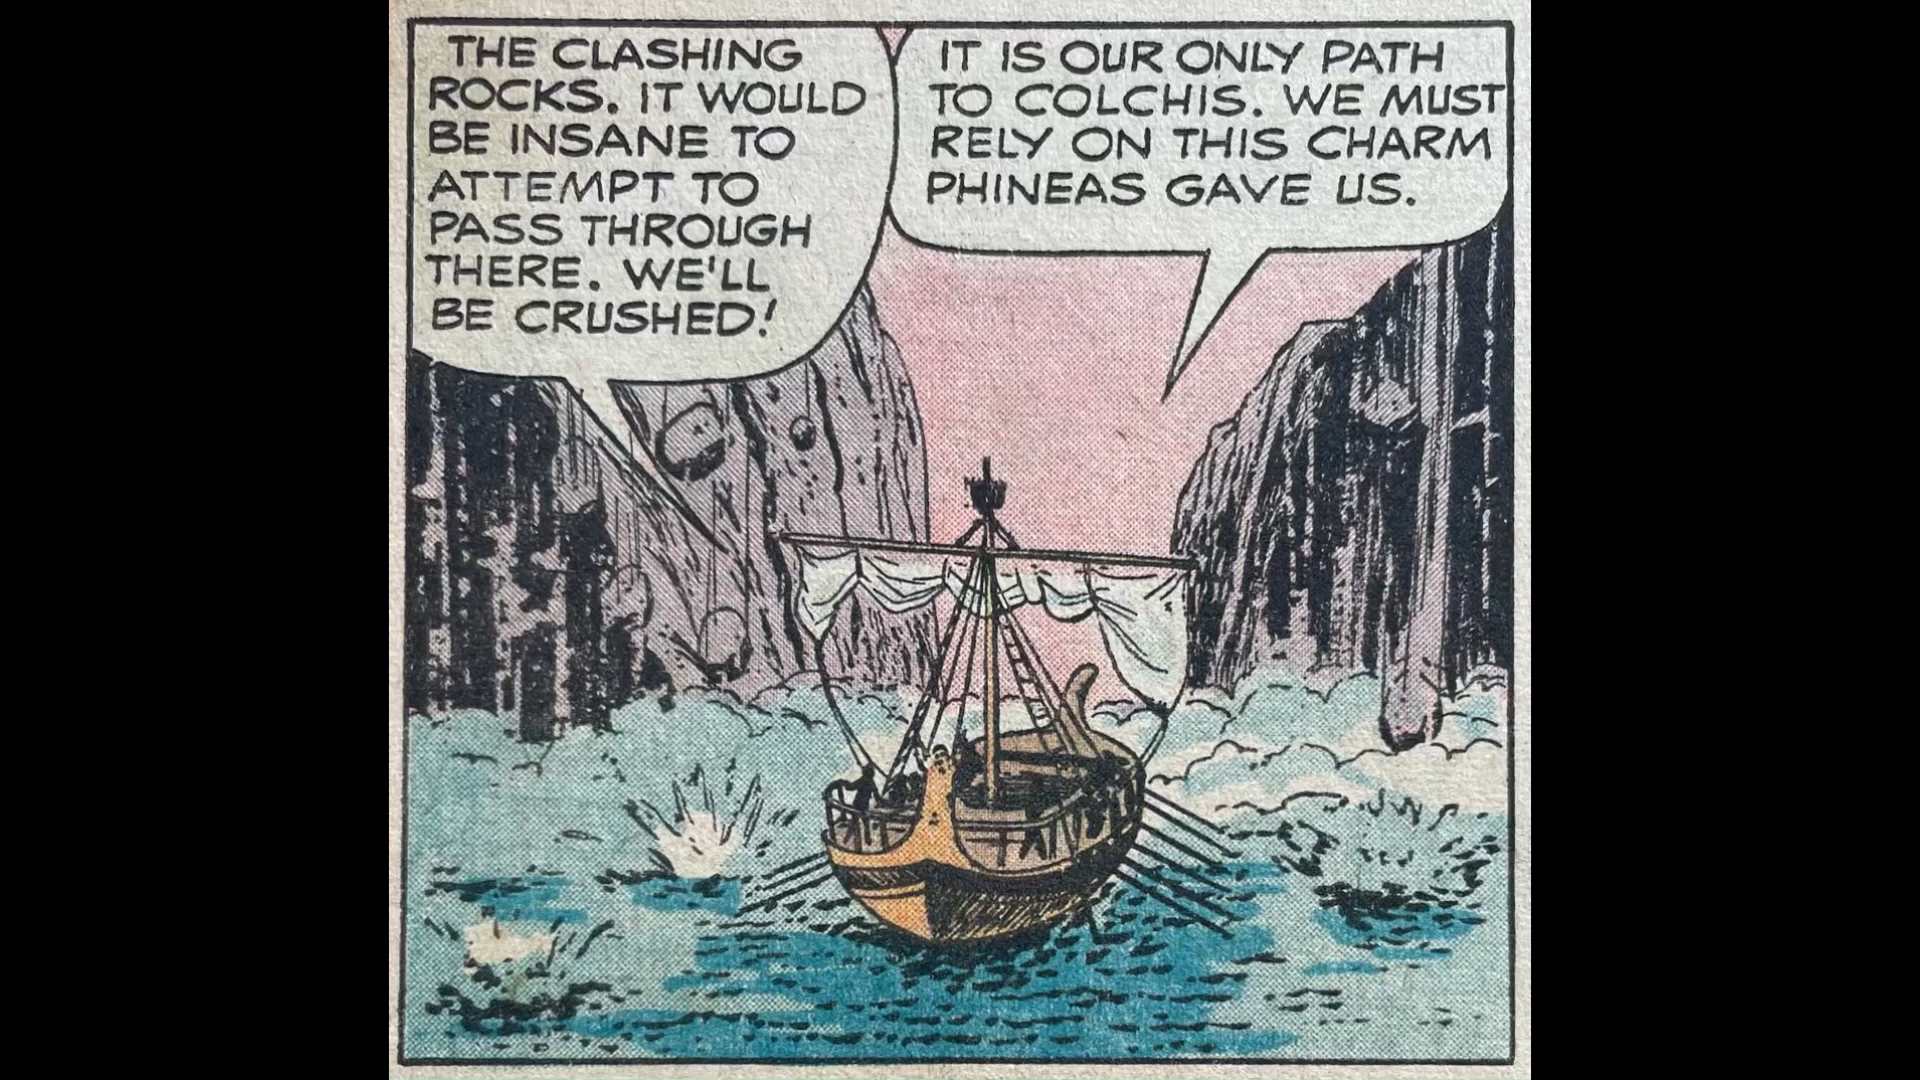 THE CLASHING
ROCKS. IT WOULD
BE INSANE TO
ATTEMPT TO
PASS THROUGH
THERE. WE'LL
BE CRUSHED!
IT IS OUR ONLY PATH
TO COLCHIS. WE MUST
RELY ON THIS CHARM
PHINEAS GAVE US.